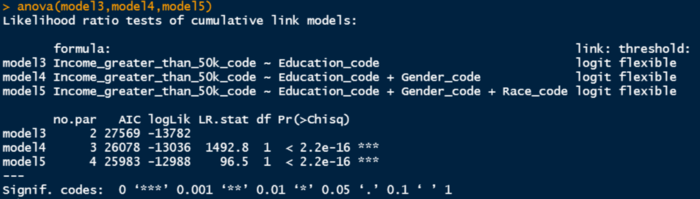 > anova(model3,model4,model5)
Likelihood ratio tests of cumulative link models:
formula: link: threshold:
model3 Income_greater_than_50k_code ~ Education_code logit flexible
model4 Income_greater_than_50k_code ~ Education_code + Gender_code logit flexible
model5 Income_greater_than_50k_code ~ Education_code + Gender_code + Race_code logit flexible
no.par AIC logLik LR.stat df Pr(>Chisq)
model3 2 27569 -13782
model4 3 26078 -13036 1492.8 1 < 2.2e-16 ***
model5 4 25983 -12988 96.5 1 < 2.2e-16 ***
---
Signif. codes: 0 ‘***’ 0.001 ‘**’ 0.01 ‘*’ 0.05 ‘.’ 0.1 ‘ ’ 1